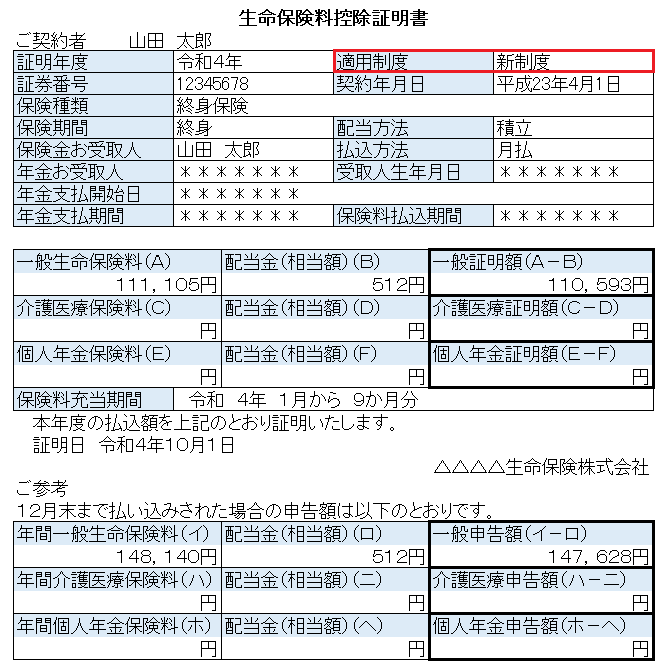 生命保険料控除証明書
ご契約者 山田 太郎
証明年度 令和4年 適用制度 新制度
証券番号 12345678 契約年月日 平成23年4月1日
保険種類 終身保険
保険期間 終身 配当方法 積立
保険金お受取人 山田 太郎 払込方法 月払
年金お受取人 ******* 受取人生年月日 *******
年金支払開始日 *******
年金支払期間 ******* 保険料払込期間 *******
一般生命保険料(A) 配当金(相当額)(B) 一般証明額(A-B)
111,105円 512円 110,593円
介護医療保険料(C) 配当金(相当額)(D) 介護医療証明額(C-D)
円 円 円
個人年金保険料(E) 配当金(相当額)(F) 個人年金証明額(E-F)
円 円 円
保険料充当期間 令和 4年 1月から 9か月分
本年度の払込額を上記のとおり証明いたします。
証明日 令和4年10月1日
△△△△生命保険株式会社
ご参考
12月末まで払い込みされた場合の申告額は以下のとおりです。
年間一般生命保険料(イ) 配当金(相当額)(ロ) 一般申告額(イ-ロ)
148,140円 512円 147,628円
年間介護医療保険料(ハ) 配当金(相当額)(ニ) 介護医療申告額(ハ-ニ)
円 円 円
年間個人年金保険料(ホ) 配当金(相当額)(ヘ) 個人年金申告額(ホ-ヘ)
円 円 円